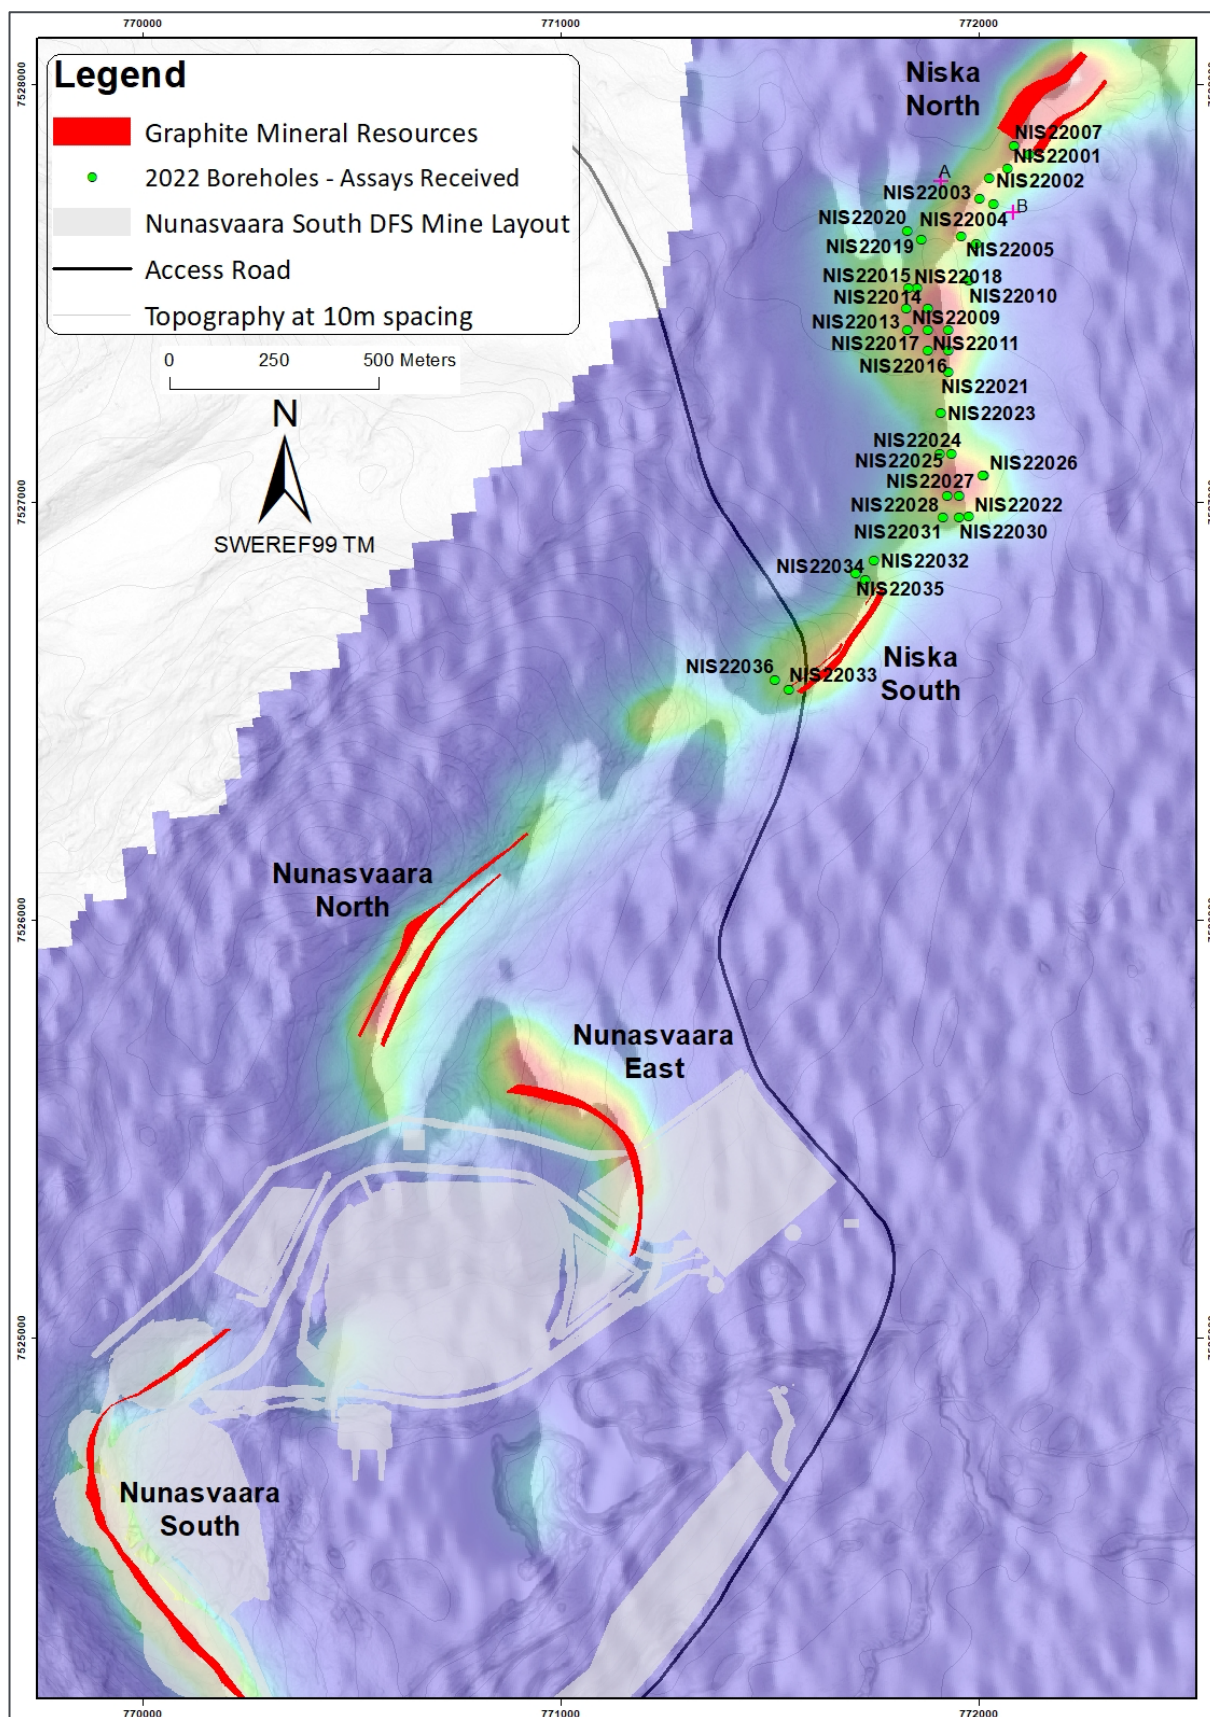 770000
771000
772000
Legend
Graphite Mineral Resources
2022 Boreholes - Assays Received
Nunasvaara South DFS Mine Layout
Access Road
Topography at 10m spacing
0 250 500 Meters
N
SWEREF99 TM
7528000
7527000
7526000
7525000
Niska
North
NIS22007
NIS22001
NIS22002
A
NIS22003
B
NIS22020
NIS22004
NIS22019
NIS22005
NIS22015
NIS22018
NIS22014
NIS22010
NIS22013
NIS22009
NIS22017
NIS22011
NIS22016
NIS22021
NIS22023
NIS22024
NIS22025
NIS22026
NIS22027
NIS22028
NIS22022
NIS22031
NIS22030
NIS22034
NIS22032
NIS22035
NIS22036
NIS22033
Niska
South
Nunasvaara
North
Nunasvaara
East
Nunasvaara
South
7528000
7527000
7526000
7525000
770000
771000
772000